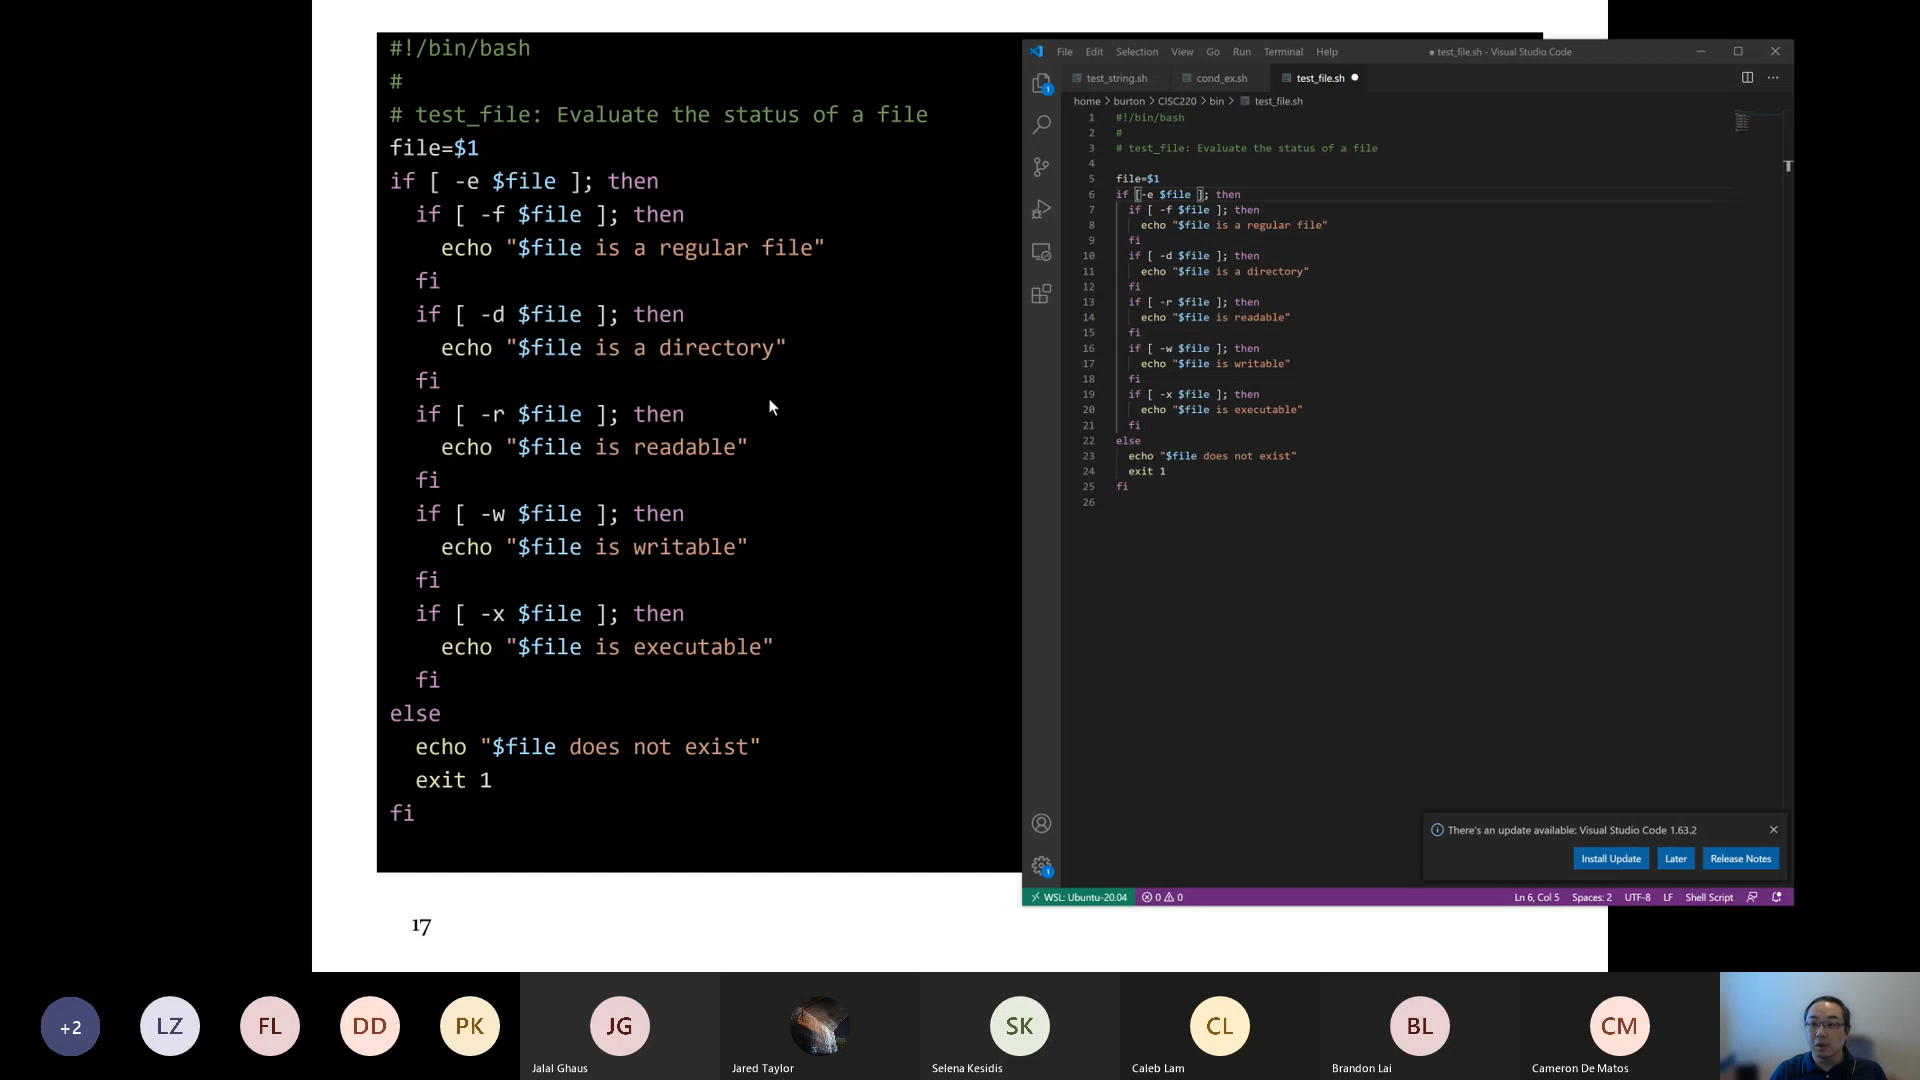 #!/bin/bash
#
# test_file: Evaluate the status of a file
file=$1
if [ -e $file ]; then
  if [ -f $file ]; then
    echo "$file is a regular file"
  fi
  if [ -d $file ]; then
    echo "$file is a directory"
  fi
  if [ -r $file ]; then
    echo "$file is readable"
  fi
  if [ -w $file ]; then
    echo "$file is writable"
  fi
  if [ -x $file ]; then
    echo "$file is executable"
  fi
else
  echo "$file does not exist"
  exit 1
fi
17
File Edit Selection View Go Run Terminal Help ● test_file.sh - Visual Studio Code
test_string.sh cond_ex.sh test_file.sh ●
home > burton > CISC220 > bin > test_file.sh
1 #!/bin/bash
2 #
3 # test_file: Evaluate the status of a file
4
5 file=$1
6 if [-e $file ]; then
7   if [ -f $file ]; then
8     echo "$file is a regular file"
9   fi
10   if [ -d $file ]; then
11     echo "$file is a directory"
12   fi
13   if [ -r $file ]; then
14     echo "$file is readable"
15   fi
16   if [ -w $file ]; then
17     echo "$file is writable"
18   fi
19   if [ -x $file ]; then
20     echo "$file is executable"
21   fi
22 else
23   echo "$file does not exist"
24   exit 1
25 fi
26
1
There's an update available: Visual Studio Code 1.63.2
Install Update Later Release Notes
1
WSL: Ubuntu-20.04 0 0 Ln 6, Col 5 Spaces: 2 UTF-8 LF Shell Script
+2 LZ FL DD PK JG SK CL BL CM
Jalal Ghaus Jared Taylor Selena Kesidis Caleb Lam Brandon Lai Cameron De Matos